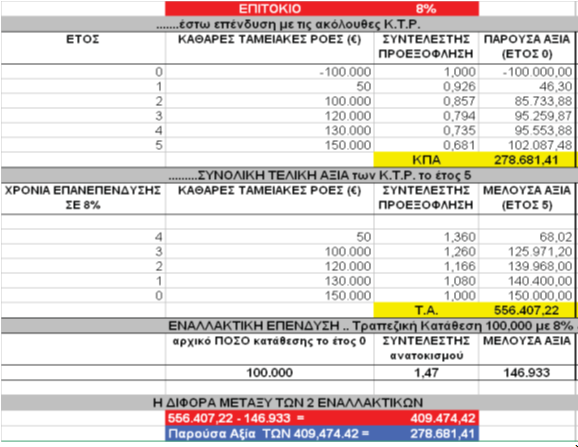 ΕΠΙΤΟΚΙΟ 8%
.......έστω επένδυση με τις ακόλουθες Κ.Τ.Ρ.
ΕΤΟΣ ΚΑΘΑΡΕΣ ΤΑΜΕΙΑΚΕΣ ΡΟΕΣ (€) ΣΥΝΤΕΛΕΣΤΗΣ ΠΑΡΟΥΣΑ ΑΞΙΑ
ΠΡΟΕΞΟΦΛΗΣΗ (ΕΤΟΣ 0)
0 -100.000 1,000 -100.000,00
1 50 0,926 46,30
2 100.000 0,857 85.733,88
3 120.000 0,794 95.259,87
4 130.000 0,735 95.553,88
5 150.000 0,681 102.087,48
ΚΠΑ 278.681,41
.........ΣΥΝΟΛΙΚΗ ΤΕΛΙΚΗ ΑΞΙΑ των Κ.Τ.Ρ. το έτος 5
ΧΡΟΝΙΑ ΕΠΑΝΕΠΕΝΔΥΣΗΣ ΚΑΘΑΡΕΣ ΤΑΜΕΙΑΚΕΣ ΡΟΕΣ (€) ΣΥΝΤΕΛΕΣΤΗΣ ΜΕΛΟΥΣΑ ΑΞΙΑ
ΣΕ 8% ΠΡΟΕΞΟΦΛΗΣΗ (ΕΤΟΣ 5)
4 50 1,360 68,02
3 100.000 1,260 125.971,20
2 120.000 1,166 139.968,00
1 130.000 1,080 140.400,00
0 150.000 1,000 150.000,00
Τ.Α. 556.407,22
ΕΝΑΛΛΑΚΤΙΚΗ ΕΠΕΝΔΥΣΗ .. Τραπεζική Κατάθεση 100,000 με 8%
αρχικό ΠΟΣΟ κατάθεσης το έτος 0 ΣΥΝΤΕΛΕΣΤΗΣ ΜΕΛΟΥΣΑ ΑΞΙΑ
ανατοκισμού
100.000 1,47 146.933
Η ΔΙΦΟΡΑ ΜΕΤΑΞΥ ΤΩΝ 2 ΕΝΑΛΛΑΚΤΙΚΩΝ
556.407,22 - 146.933 = 409.474,42
Παρούσα Αξία ΤΩΝ 409,474.42 = 278.681,41